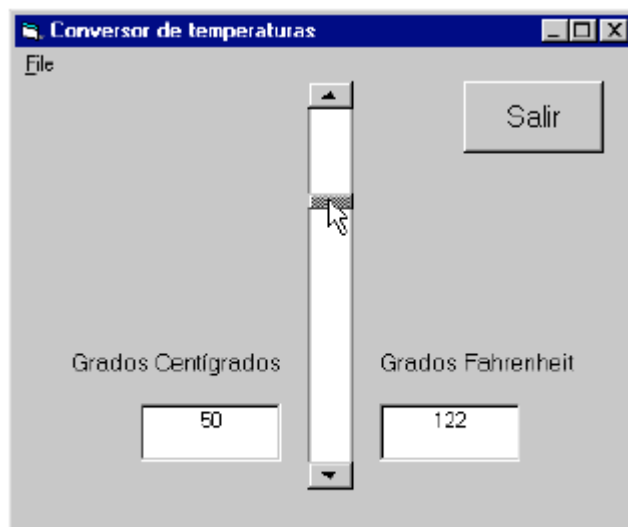 Conversor de temperaturas
File
Salir
Grados Centígrados
Grados Fahrenheit
50
122